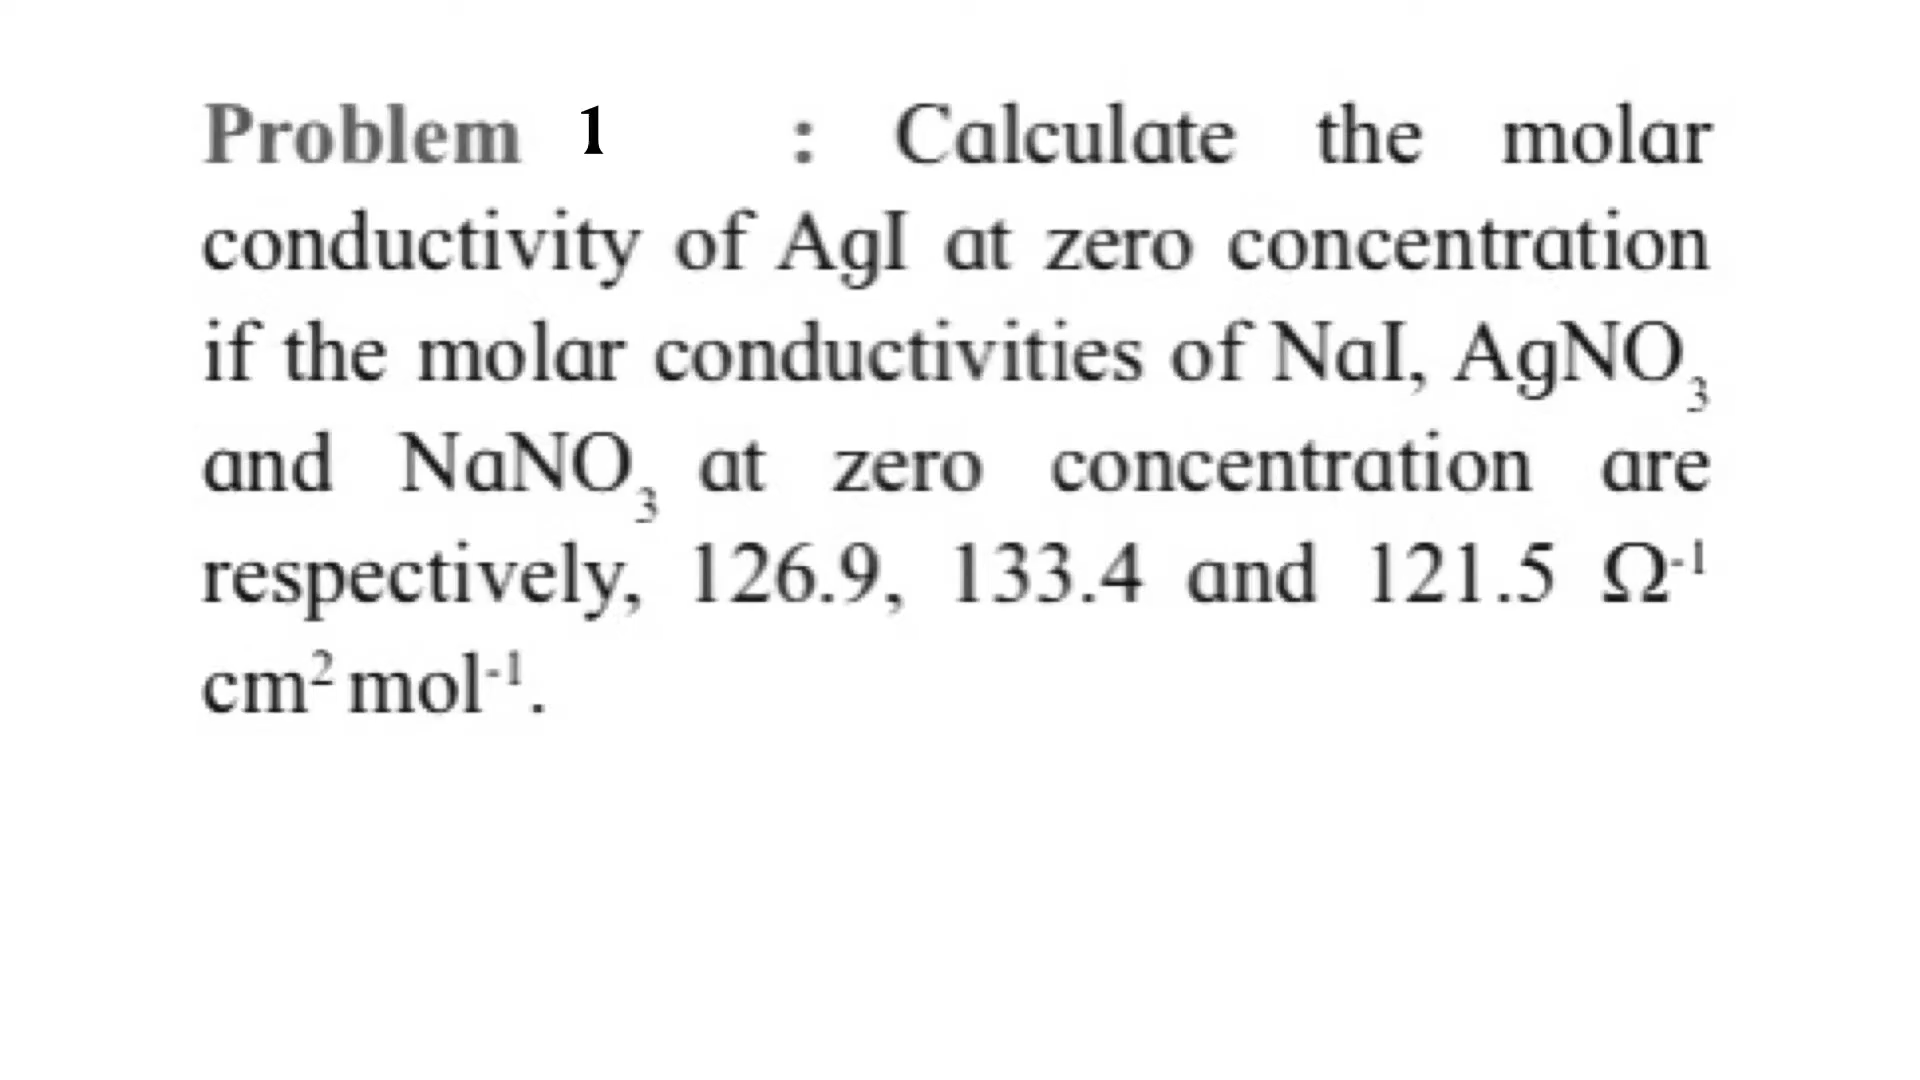 Problem 1 : Calculate the molar
conductivity of AgI at zero concentration
if the molar conductivities of NaI, AgNO₃
and NaNO₃ at zero concentration are
respectively, 126.9, 133.4 and 121.5 Ω⁻¹
cm² mol⁻¹.